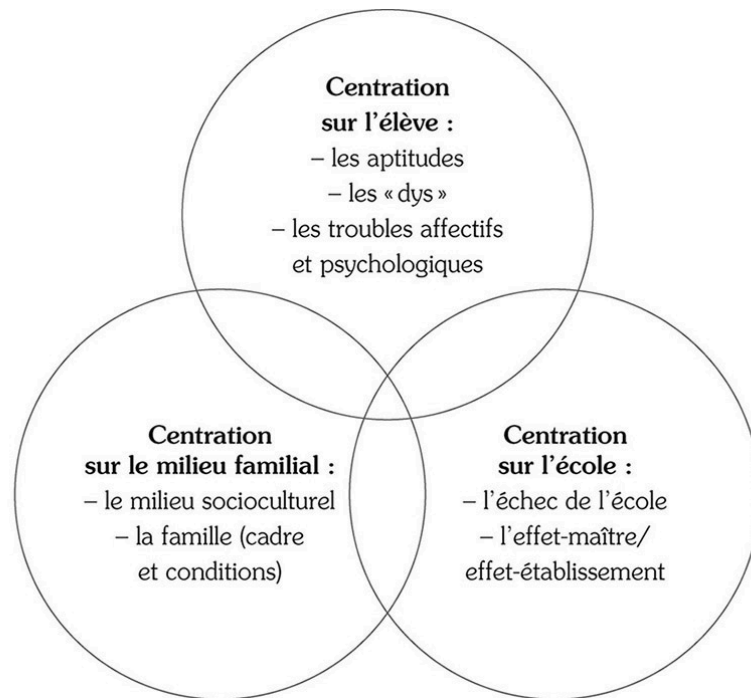 Centration
sur l’élève :
– les aptitudes
– les « dys »
– les troubles affectifs
et psychologiques
Centration
sur le milieu familial :
– le milieu socioculturel
– la famille (cadre
et conditions)
Centration
sur l’école :
– l’échec de l’école
– l’effet-maître/
effet-établissement